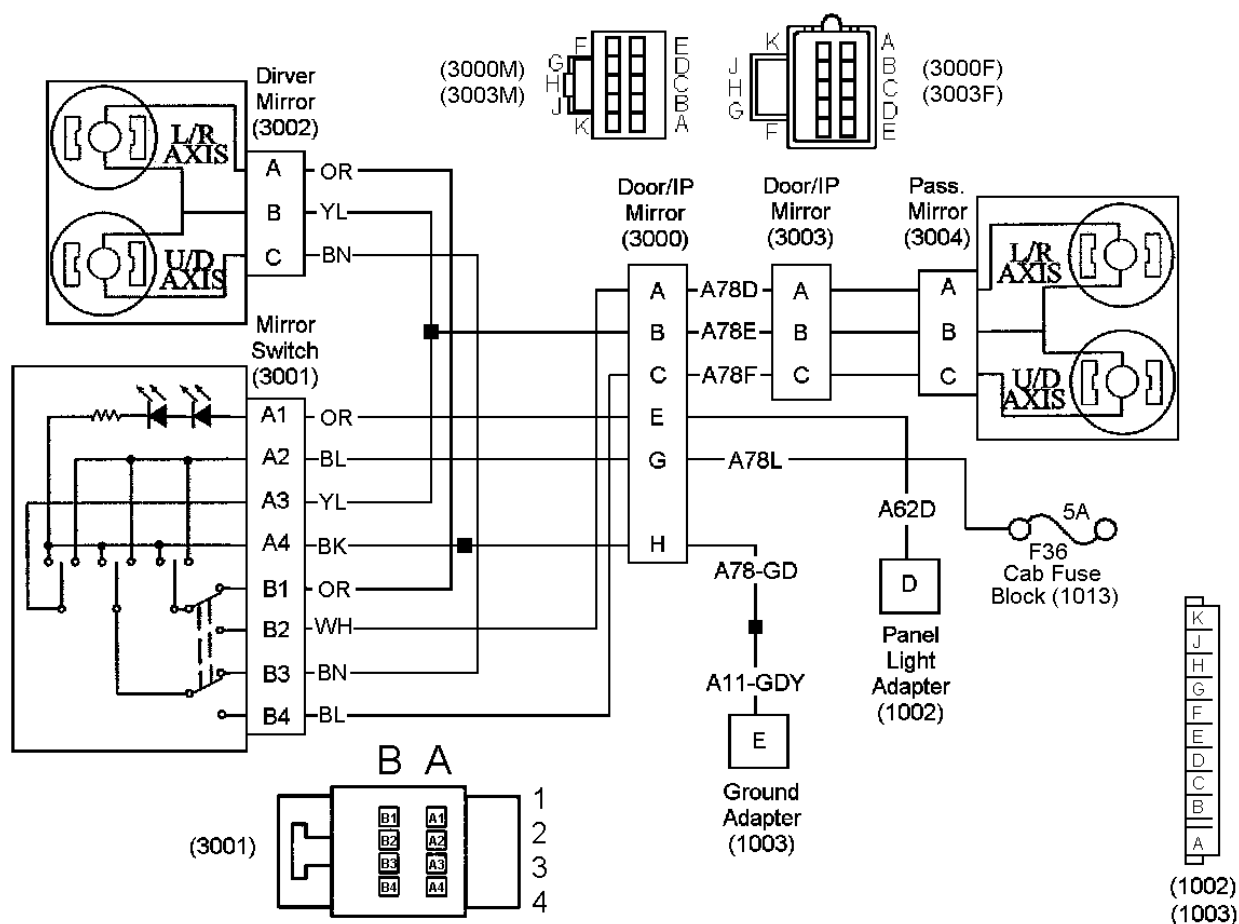 Dirver
Mirror
(3002)
L/R
AXIS
U/D
AXIS
A
B
C
OR
YL
BN
(3000M)
(3003M)
F
G
H
J
K
E
D
C
B
A
K
J
H
G
F
A
B
C
D
E
(3000F)
(3003F)
Door/IP
Mirror
(3000)
Door/IP
Mirror
(3003)
Pass.
Mirror
(3004)
A A78D A A
B A78E B B
C A78F C C
E
G A78L
H
L/R
AXIS
U/D
AXIS
Mirror
Switch
(3001)
A1 OR
A2 BL
A3 YL
A4 BK
B1 OR
B2 WH
B3 BN
B4 BL
A62D
5A
F36
Cab Fuse
Block (1013)
A78-GD
D
Panel
Light
Adapter
(1002)
A11-GDY
E
Ground
Adapter
(1003)
B A
B1 A1 1
B2 A2 2
B3 A3 3
B4 A4 4
(3001)
K
J
H
G
F
E
D
C
B
A
(1002)
(1003)